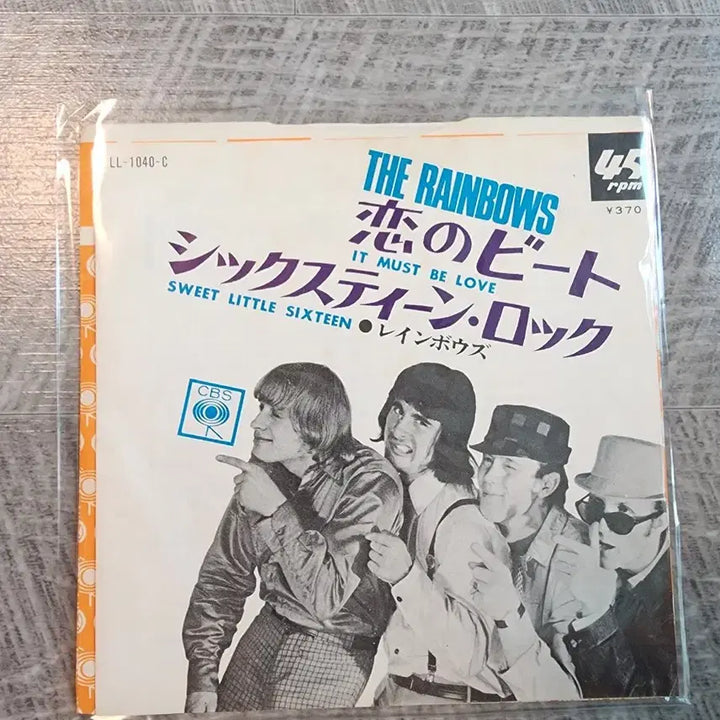 LL-1040-C
45
rpm
¥370
THE RAINBOWS
恋のビート
IT MUST BE LOVE
シックスティーン・ロック
SWEET LITTLE SIXTEEN ●レインボウズ
CBS